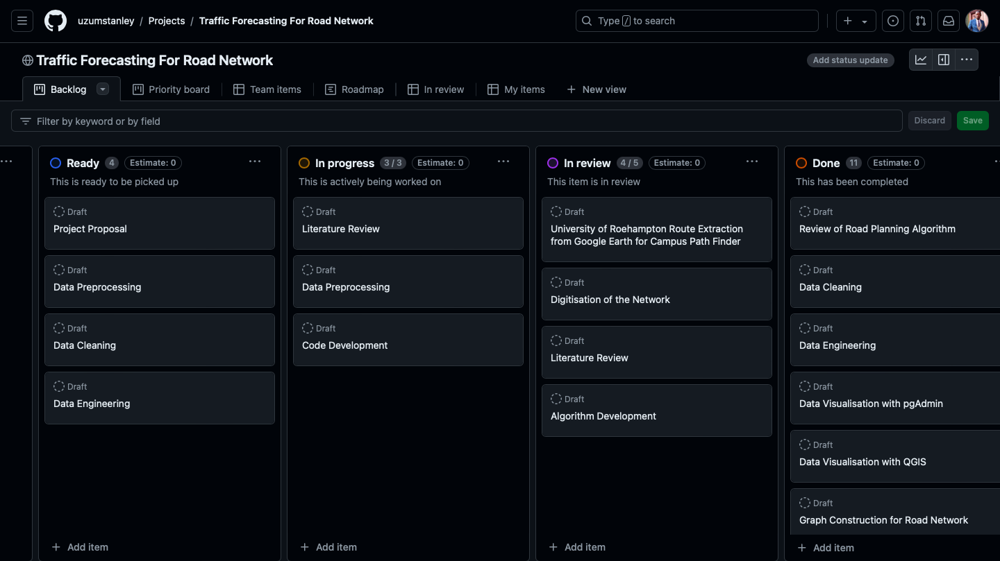 uzumstanley / Projects / Traffic Forecasting For Road Network
Type / to search
Traffic Forecasting For Road Network
Add status update
Backlog
Priority board
Team items
Roadmap
In review
My items
New view
Filter by keyword or by field
Discard
Save
Ready 4 Estimate: 0
This is ready to be picked up
Draft
Project Proposal
Draft
Data Preprocessing
Draft
Data Cleaning
Draft
Data Engineering
Add item
In progress 3 / 3 Estimate: 0
This is actively being worked on
Draft
Literature Review
Draft
Data Preprocessing
Draft
Code Development
Add item
In review 4 / 5 Estimate: 0
This item is in review
Draft
University of Roehampton Route Extraction
from Google Earth for Campus Path Finder
Draft
Digitisation of the Network
Draft
Literature Review
Draft
Algorithm Development
Add item
Done 11 Estimate: 0
This has been completed
Draft
Review of Road Planning Algorithm
Draft
Data Cleaning
Draft
Data Engineering
Draft
Data Visualisation with pgAdmin
Draft
Data Visualisation with QGIS
Draft
Graph Construction for Road Network
Add item